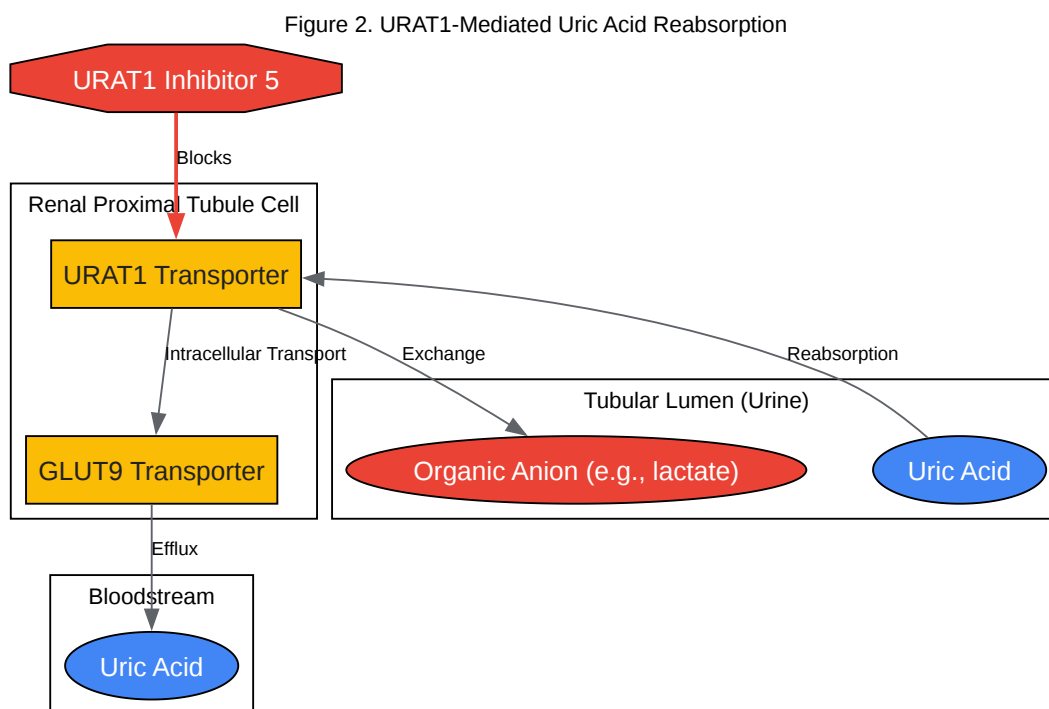 Figure 2. URAT1-Mediated Uric Acid Reabsorption
URAT1 Inhibitor 5
Blocks
Renal Proximal Tubule Cell
URAT1 Transporter
Intracellular Transport
Exchange
Reabsorption
Tubular Lumen (Urine)
GLUT9 Transporter
Organic Anion (e.g., lactate)
Uric Acid
Efflux
Bloodstream
Uric Acid